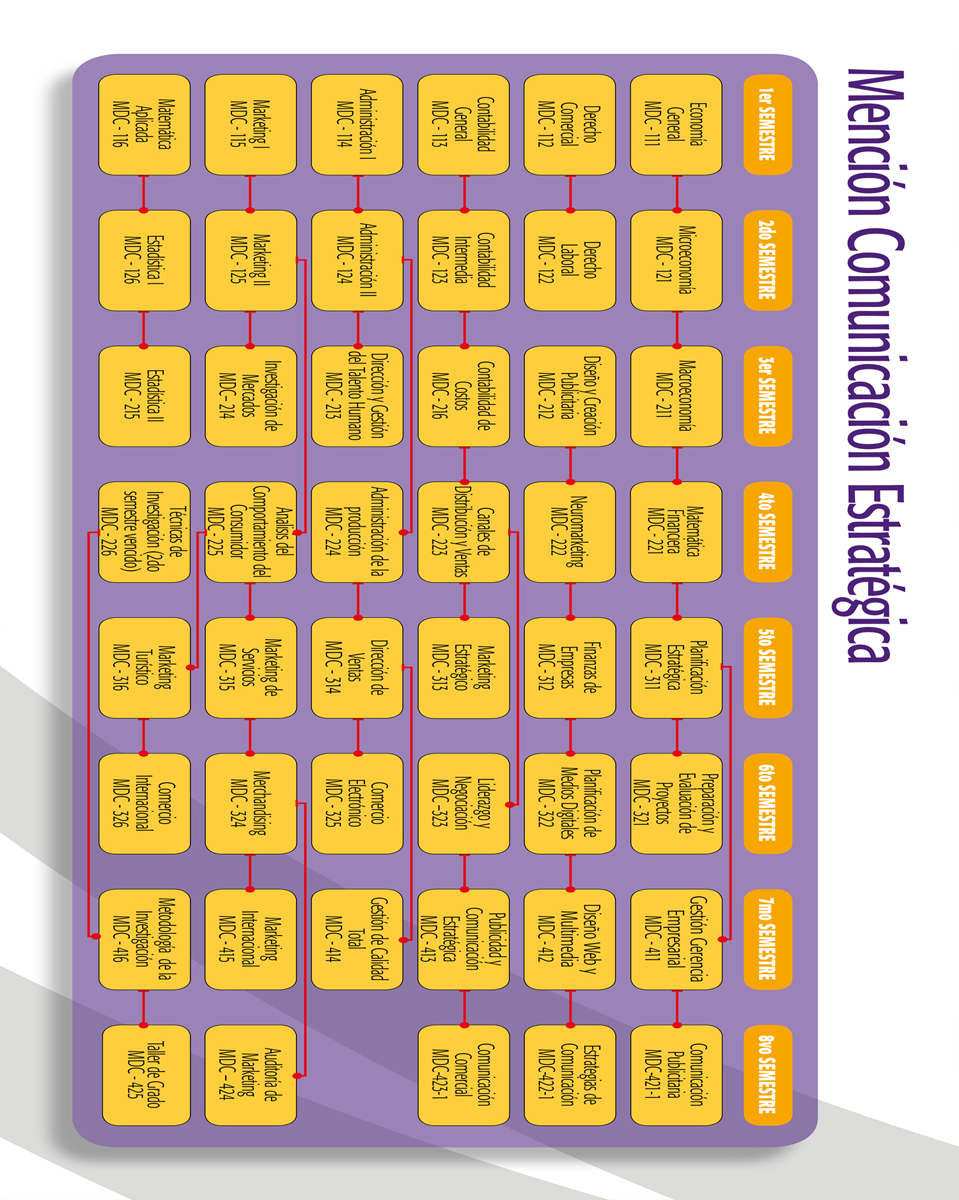 Mención Comunicación Estratégica
1er SEMESTRE
Economía
General
MDC - 111
Derecho
Comercial
MDC - 112
Contabilidad
General
MDC - 113
Administración I
MDC - 114
Marketing I
MDC - 115
Matemática
Aplicada
MDC - 116
2do SEMESTRE
Microeconomía
MDC - 121
Derecho
Laboral
MDC - 122
Contabilidad
Intermedia
MDC - 123
Administración II
MDC - 124
Marketing II
MDC - 125
Estadística I
MDC - 126
3er SEMESTRE
Macroeconomía
MDC - 211
Diseño y Creación
Publicitaria
MDC - 212
Contabilidad de
Costos
MDC - 216
Dirección y Gestión
del Talento Humano
MDC - 213
Investigación de
Mercados
MDC – 214
Estadística II
MDC - 215
4to SEMESTRE
Matemática
Financiera
MDC - 221
Neuromarketing
MDC - 222
Canales de
Distribución y Ventas
MDC - 223
Administración de la
producción
MDC - 224
Analisis del
Comportamiento del
Consumidor
MDC - 225
Técnicas de
Investigación (2do
semestre vencido)
MDC - 226
5to SEMESTRE
Planificación
Estratégica
MDC - 311
Finanzas de
Empresas
MDC - 312
Marketing
Estratégico
MDC - 313
Dirección de
Ventas
MDC - 314
Marketing de
Servicios
MDC - 315
Marketing
Turístico
MDC - 316
6to SEMESTRE
Preparación y
Evaluación de
Proyectos
MDC - 321
Planificación de
Medios Digitales
MDC - 322
Liderazgo y
Negociación
MDC –323
Comercio
Electrónico
MDC - 325
Merchandising
MDC - 324
Comercio
Internacional
MDC - 326
7mo SEMESTRE
Gestión Gerencia
Empresarial
MDC - 411
Diseño Web y
Multimedia
MDC - 412
Publicidad y
Comunicación
Estratégica
MDC - 413
Gestión de Calidad
Total
MDC - 414
Marketing
Internacional
MDC - 415
Metodología de la
Investigacion
MDC - 416
8vo SEMESTRE
Comunicación
Publicitaria
MDC-421-1
Estrategias de
Comunicación
MDC-422-1
Comunicación
Comercial
MDC-423-1
Auditoria de
Marketing
MDC – 424
Taller de Grado
MDC - 425